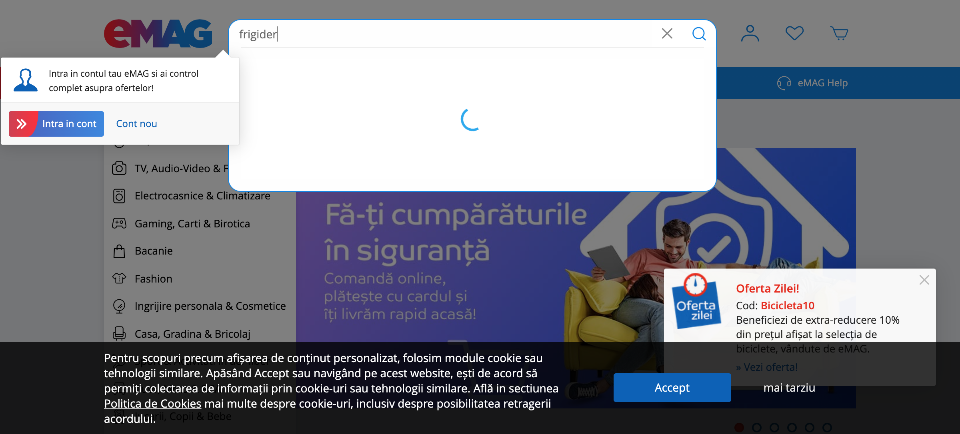 eMAG
frigider
Intra in contul tau eMAG si ai control
complet asupra ofertelor!
Intra in cont
Cont nou
eMAG Help
TV, Audio-Video & F
Electrocasnice & Climatizare
Gaming, Carti & Birotica
Bacanie
Fashion
Ingrijire personala & Cosmetice
Casa, Gradina & Bricolaj
Fă-ți cumpărăturile
în siguranță
Comandă online,
plătește cu cardul și
îți livrăm rapid acasă!
Oferta
zilei
Oferta Zilei!
Cod: Bicicleta10
Beneficiezi de extra-reducere 10%
din prețul afișat la selecția de
biciclete, vândute de eMAG.
» Vezi oferta!
Pentru scopuri precum afișarea de conținut personalizat, folosim module cookie sau
tehnologii similare. Apăsând Accept sau navigând pe acest website, ești de acord să
permiți colectarea de informații prin cookie-uri sau tehnologii similare. Află in sectiunea
Politica de Cookies mai multe despre cookie-uri, inclusiv despre posibilitatea retragerii
acordului.
Accept
mai tarziu